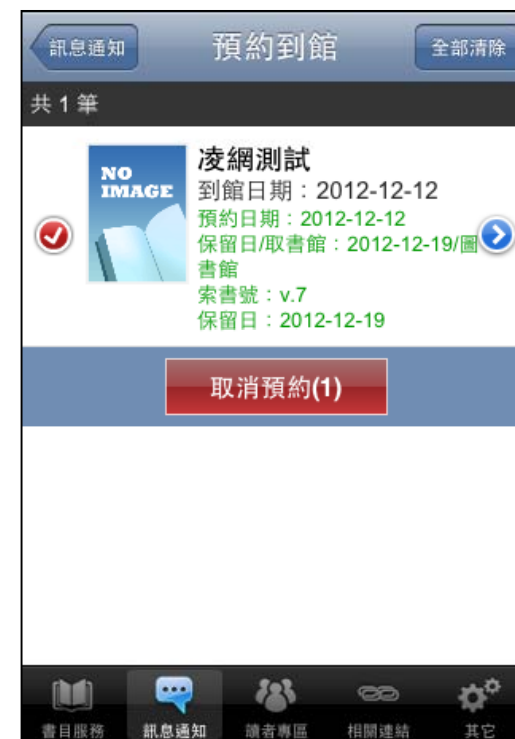 訊息通知
預約到館
全部清除
共 1 筆
NO
IMAGE
凌網測試
到館日期：2012-12-12
預約日期：2012-12-12
保留日/取書館：2012-12-19/圖
書館
索書號：v.7
保留日：2012-12-19
取消預約(1)
書目服務
訊息通知
讀者專區
相關連結
其它